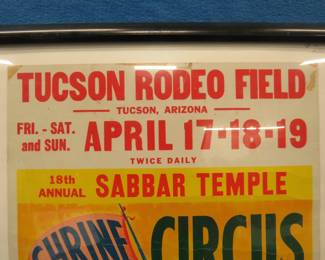 TUCSON RODEO FIELD
TUCSON, ARIZONA
FRI. - SAT.
and SUN.
APRIL 17-18-19
TWICE DAILY
18th
ANNUAL
SABBAR TEMPLE
SHRINE
CIRCUS